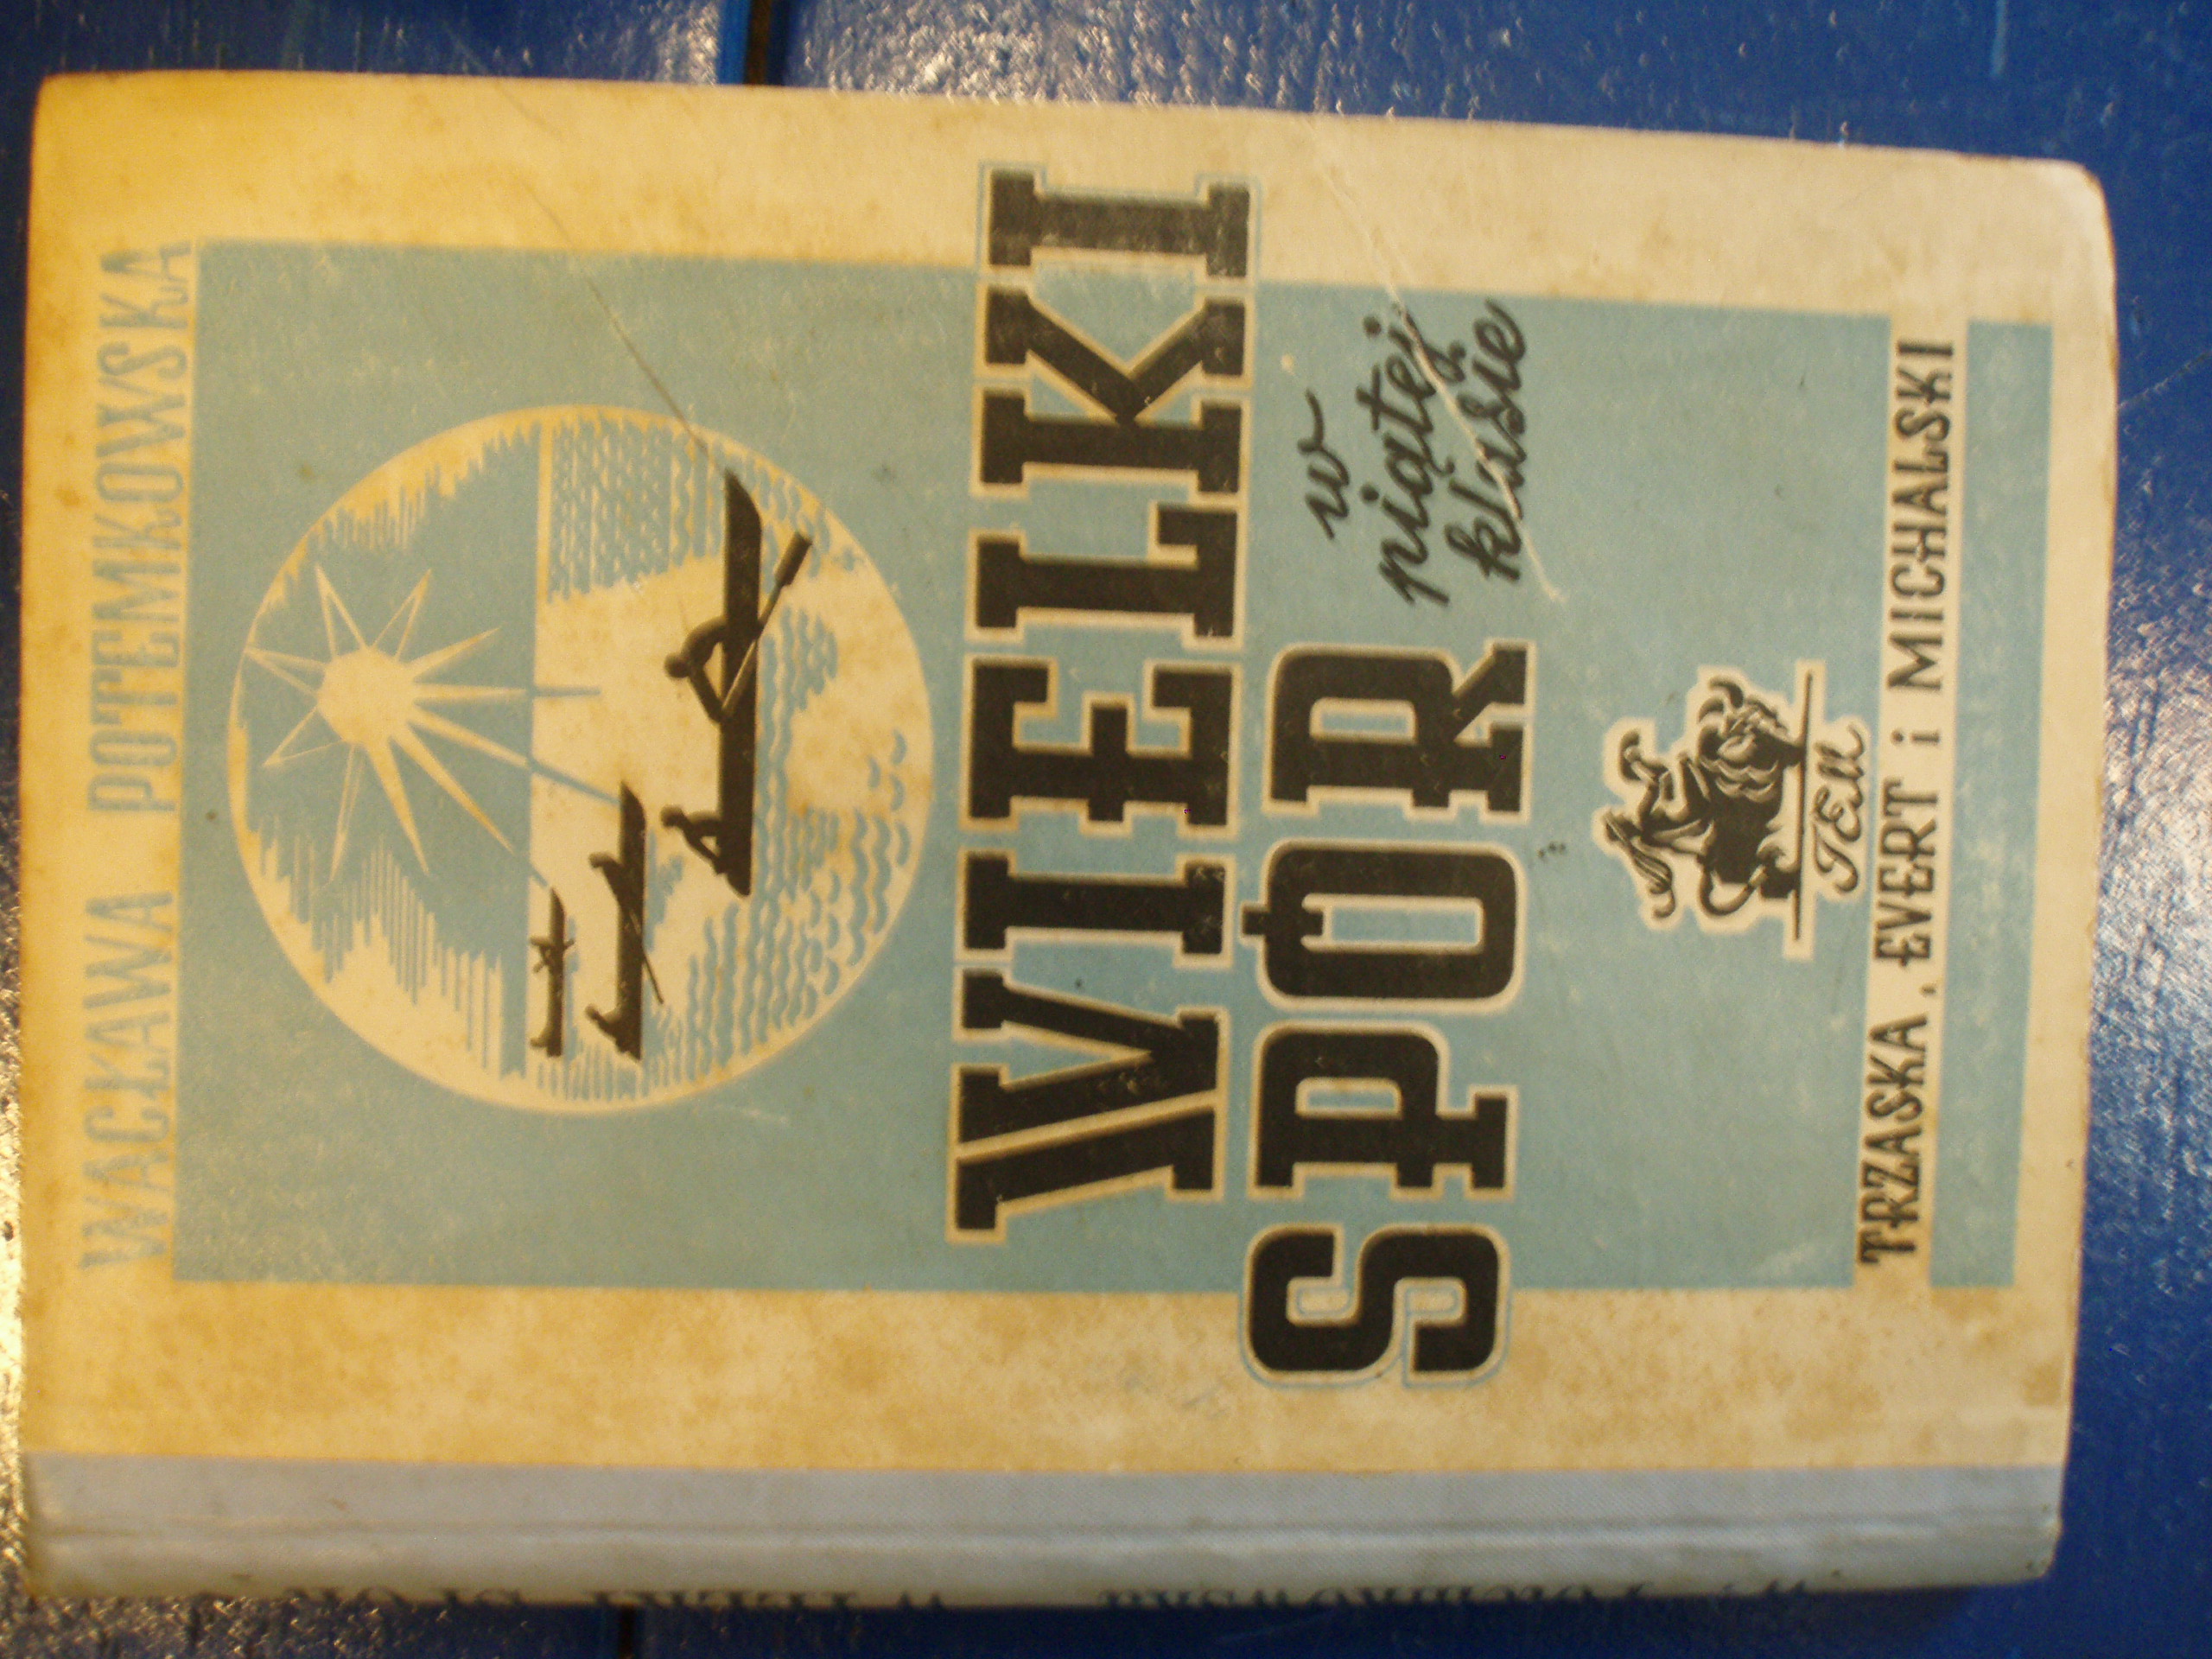 WACŁAWA POTEMKOWSKA
WIELKI
SPÓR
w
piątej
klasie
TEM
TRZASKA, EVERT i MICHALSKI